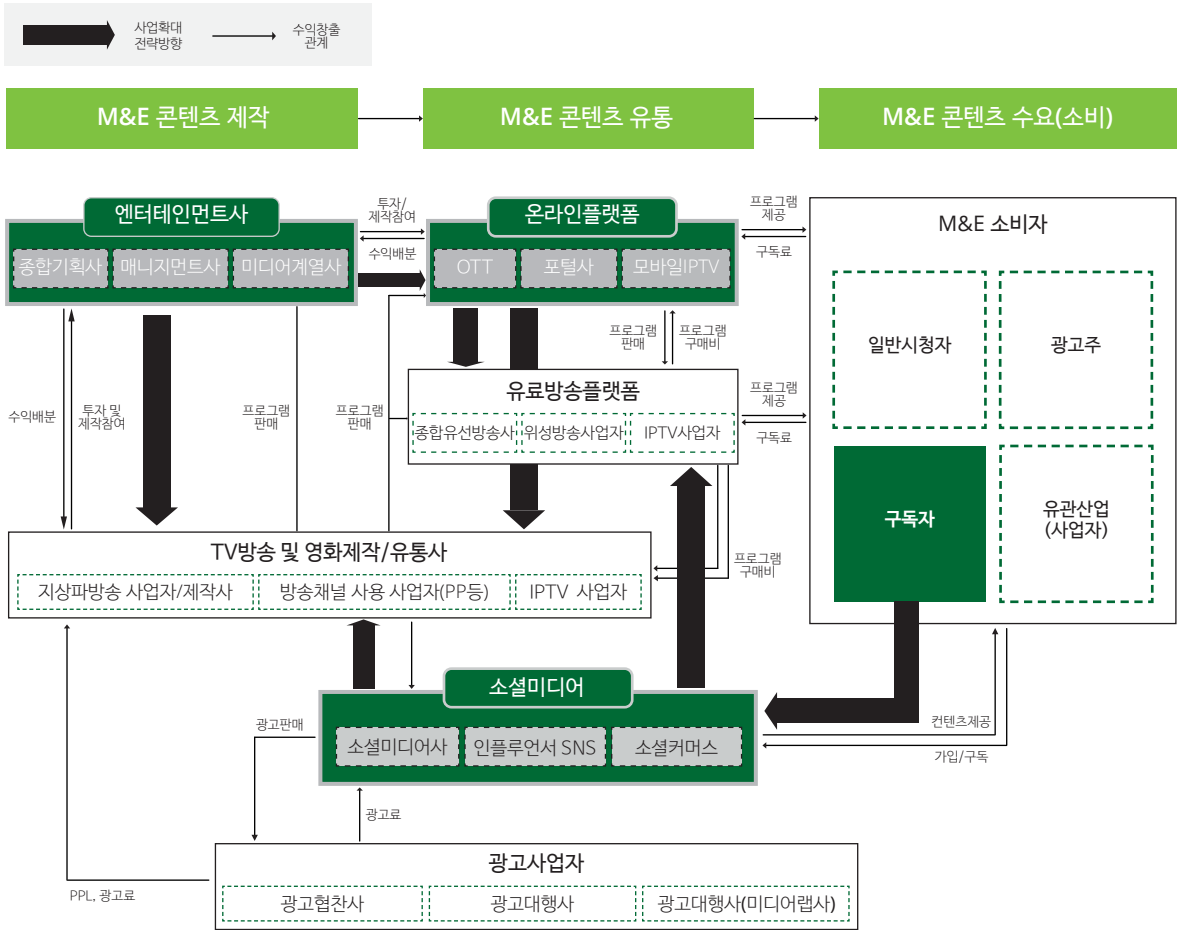 사업확대
전략방향
수익창출
관계
M&E 콘텐츠 제작
M&E 콘텐츠 유통
M&E 콘텐츠 수요(소비)
엔터테인먼트사
종합기획사
매니지먼트사
미디어계열사
투자/
제작참여
수익배분
온라인플랫폼
OTT
포털사
모바일IPTV
프로그램
제공
구독료
M&E 소비자
일반시청자
광고주
구독자
유관산업
(사업자)
프로그램
판매
프로그램
구매비
유료방송플랫폼
종합유선방송사
위성방송사업자
IPTV사업자
프로그램
제공
구독료
수익배분
투자 및
제작참여
프로그램
판매
프로그램
판매
프로그램
구매비
TV방송 및 영화제작/유통사
지상파방송 사업자/제작사
방송채널 사용 사업자(PP등)
IPTV 사업자
소셜미디어
소셜미디어사
인플루언서 SNS
소셜커머스
광고판매
컨텐츠제공
가입/구독
광고료
PPL, 광고료
광고사업자
광고협찬사
광고대행사
광고대행사(미디어랩사)